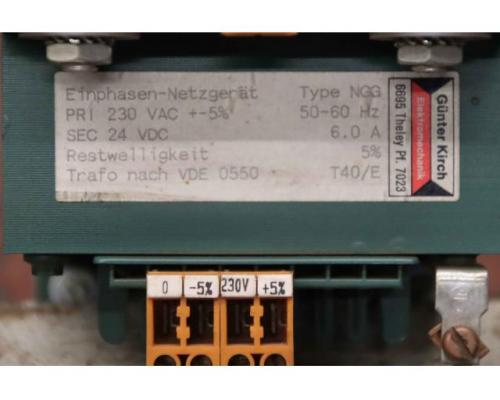 Einphasen-Netzgerät Type NGG
PRI 230 VAC +-5% 50-60 Hz
SEC 24 VDC 6.0 A
Restwelligkeit 5%
Trafo nach VDE 0550 T40/E
Günter Kirch
Elektromechanik
6695 Theley Pf. 7023
0 -5% 230V +5%